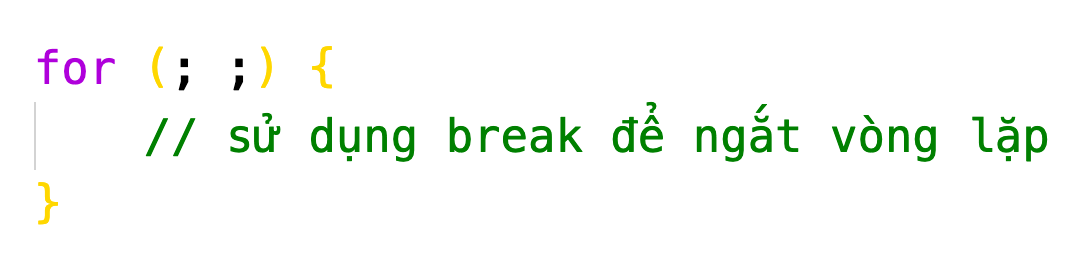 for (; ;) {
    // sử dụng break để ngắt vòng lặp
}